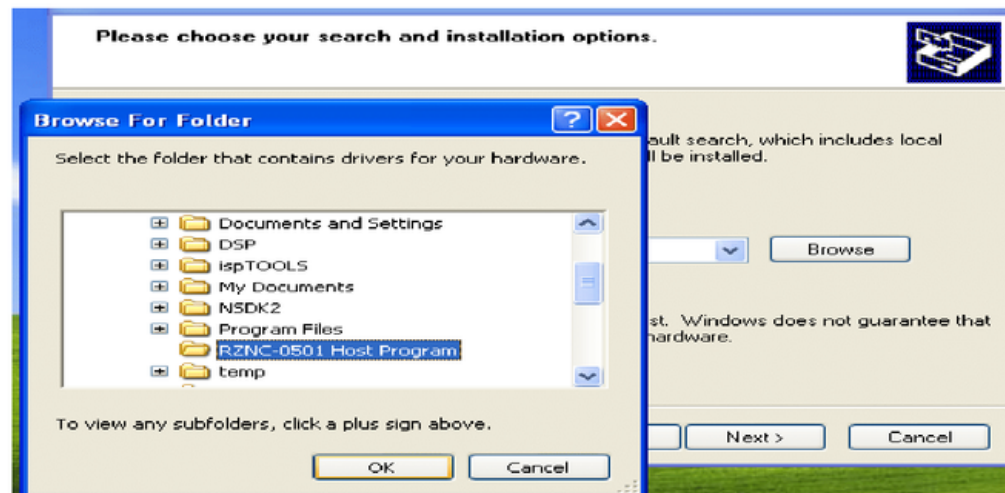 Please choose your search and installation options.
Browse For Folder
Select the folder that contains drivers for your hardware.
Documents and Settings
DSP
ispTOOLS
My Documents
NSDK2
Program Files
RZNC-0501 Host Program
temp
To view any subfolders, click a plus sign above.
OK
Cancel
ault search, which includes local
ll be installed.
Browse
st. Windows does not guarantee that
hardware.
Next >
Cancel